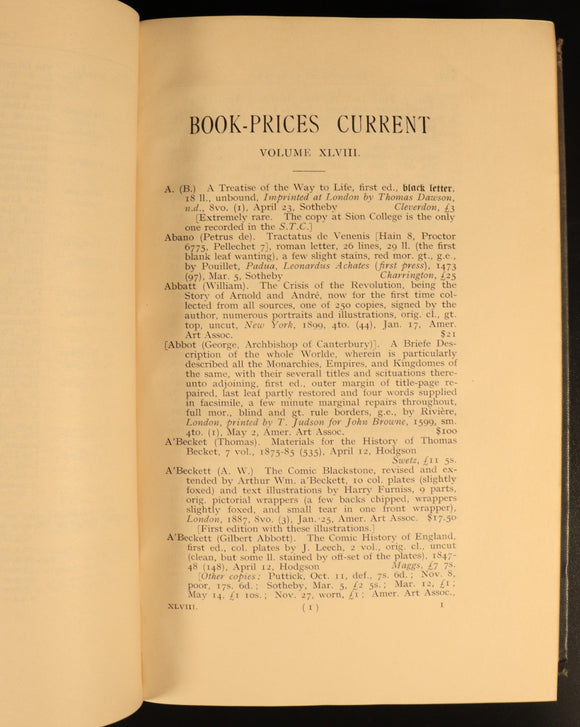 BOOK-PRICES CURRENT
VOLUME XLVIII.
A. (B.) A Treatise of the Way to Life, first ed., black letter,
18 ll., unbound, Imprinted at London by Thomas Dawson,
n.d., 8vo. (1), April 23, Sotheby Cleverdon, £3
[Extremely rare. The copy at Sion College is the only
one recorded in the S.T.C.]
Abano (Petrus de). Tractatus de Venenis [Hain 8, Proctor
6775, Pellechet 7], roman letter, 26 lines, 29 ll. (the first
blank leaf wanting), a few slight stains, red mor. gt., g.e.,
by Pouillet, Padua, Leonardus Achates (first press), 1473
(97), Mar. 5, Sotheby Charrington, £25
Abbatt (William). The Crisis of the Revolution, being the
Story of Arnold and André, now for the first time col-
lected from all sources, one of 250 copies, signed by the
author, numerous portraits and illustrations, orig. cl., gt.
top, uncut, New York, 1899, 4to. (44), Jan. 17, Amer.
Art Assoc. $21
[Abbot (George, Archbishop of Canterbury)]. A Briefe Des-
cription of the whole Worlde, wherein is particularly
described all the Monarchies, Empires, and Kingdomes of
the same, with their severall titles and scituations there-
unto adjoining, first ed., outer margin of title-page re-
paired, last leaf partly restored and four words supplied
in facsimile, a few minute marginal repairs throughout,
full mor., blind and gt. rule borders, g.e., by Rivière,
London, printed by T. Judson for John Browne, 1599, sm.
4to. (1), May 2, Amer. Art Assoc. $100
A'Becket (Thomas). Materials for the History of Thomas
Becket, 7 vol., 1875-85 (535), April 12, Hodgson
Swetz, £11 5s.
A'Beckett (A. W.) The Comic Blackstone, revised and ex-
tended by Arthur Wm. a'Beckett, 10 col. plates (slightly
foxed) and text illustrations by Harry Furniss, 9 parts,
orig. pictorial wrappers (a few backs chipped, wrappers
slightly foxed, and small tear in one front wrapper),
London, 1887, 8vo. (3), Jan. 25, Amer. Art Assoc. $17.50
[First edition with these illustrations.]
A'Beckett (Gilbert Abbott). The Comic History of England,
first ed., col. plates by J. Leech, 2 vol., orig. cl., uncut
(clean, but some ll. stained by oft-set of the plates), 1847-
48 (148), April 12, Hodgson Maggs, £7 7s.
[Other copies: Puttick, Oct. 11, def., 7s. 6d.; Nov. 8,
poor, 17s. 6d.; Sotheby, Mar. 5, £2 5s.; Mar. 12, £1;
May 14, £1 10s.; Nov. 27, worn, £1; Amer. Art Assoc.,
XLVIII. (1) 1